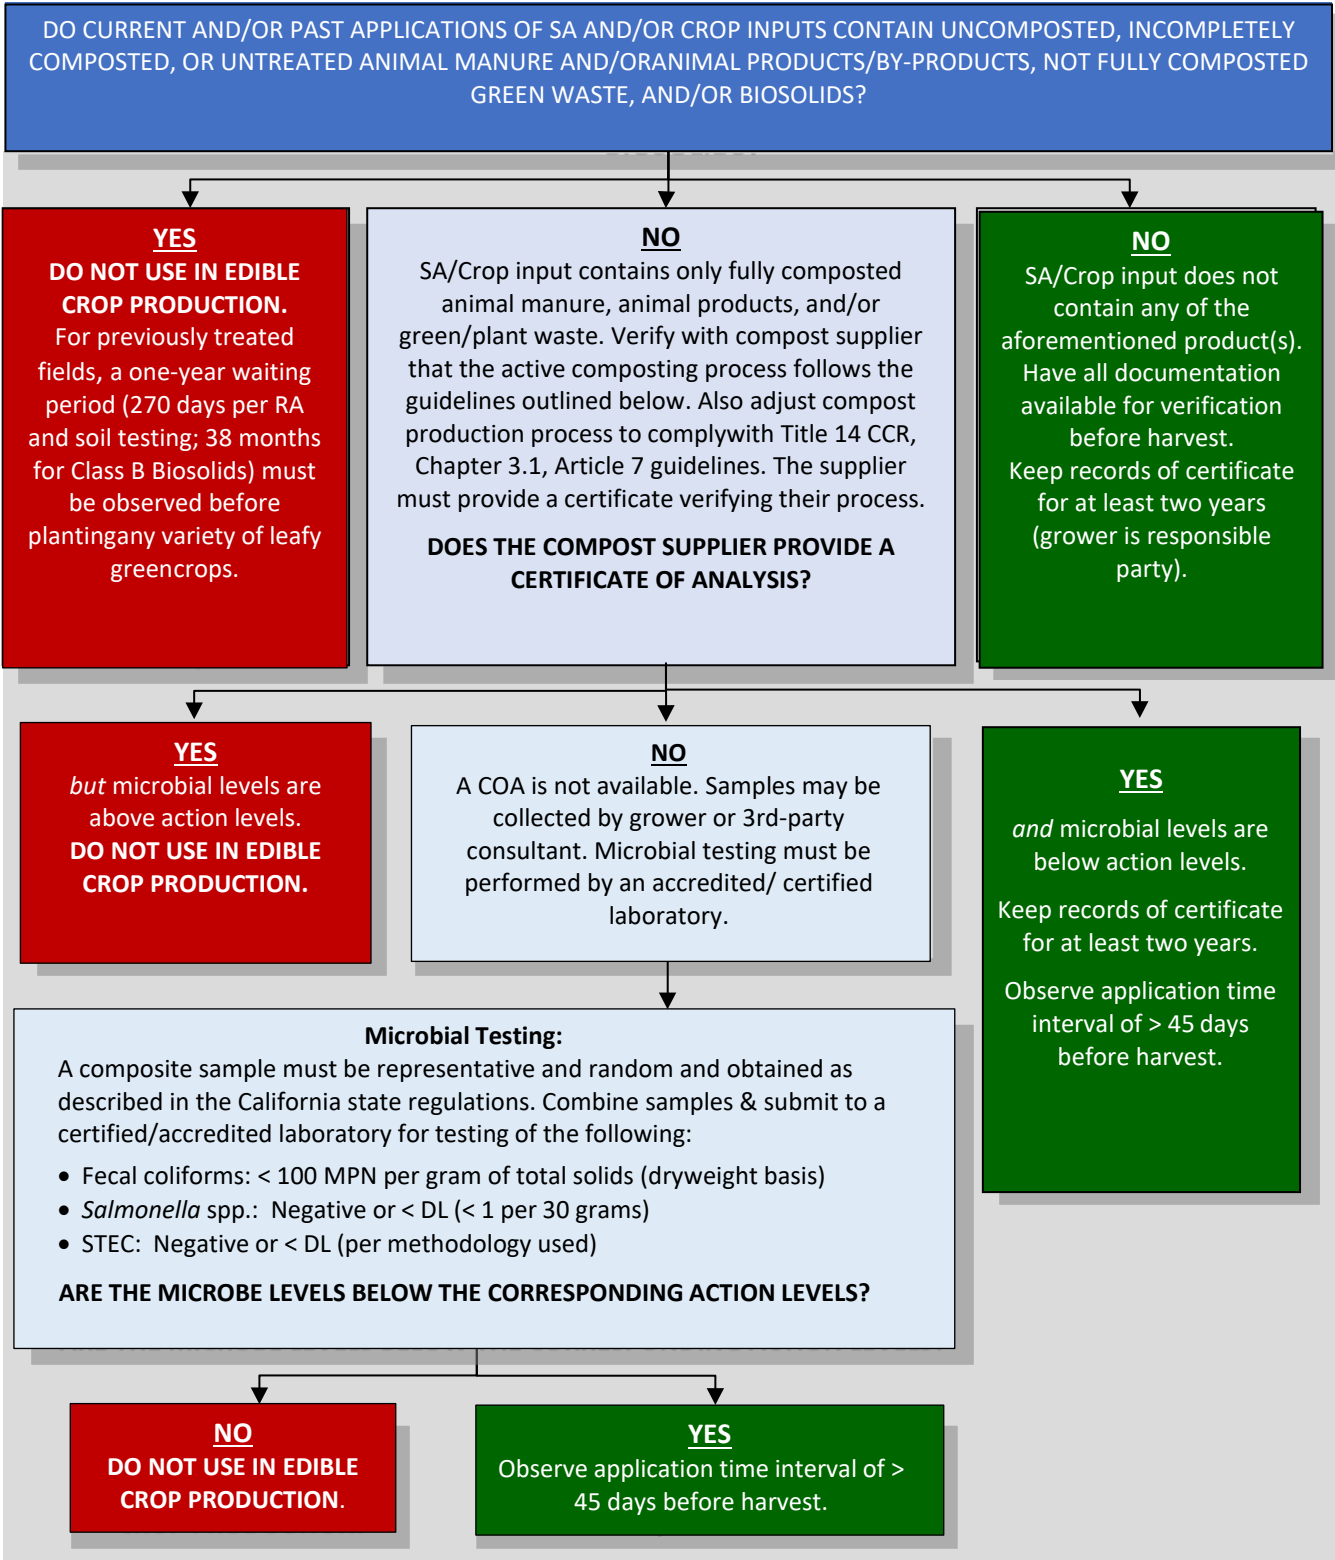 DO CURRENT AND/OR PAST APPLICATIONS OF SA AND/OR CROP INPUTS CONTAIN UNCOMPOSTED, INCOMPLETELY
COMPOSTED, OR UNTREATED ANIMAL MANURE AND/ORANIMAL PRODUCTS/BY-PRODUCTS, NOT FULLY COMPOSTED
GREEN WASTE, AND/OR BIOSOLIDS?
YES
DO NOT USE IN EDIBLE
CROP PRODUCTION.
For previously treated
fields, a one-year waiting
period (270 days per RA
and soil testing; 38 months
for Class B Biosolids) must
be observed before
plantingany variety of leafy
greencrops.
NO
SA/Crop input contains only fully composted
animal manure, animal products, and/or
green/plant waste. Verify with compost supplier
that the active composting process follows the
guidelines outlined below. Also adjust compost
production process to complywith Title 14 CCR,
Chapter 3.1, Article 7 guidelines. The supplier
must provide a certificate verifying their process.
DOES THE COMPOST SUPPLIER PROVIDE A
CERTIFICATE OF ANALYSIS?
NO
SA/Crop input does not
contain any of the
aforementioned product(s).
Have all documentation
available for verification
before harvest.
Keep records of certificate
for at least two years
(grower is responsible
party).
YES
but microbial levels are
above action levels.
DO NOT USE IN EDIBLE
CROP PRODUCTION.
NO
A COA is not available. Samples may be
collected by grower or 3rd-party
consultant. Microbial testing must be
performed by an accredited/ certified
laboratory.
YES
and microbial levels are
below action levels.
Keep records of certificate
for at least two years.
Observe application time
interval of > 45 days
before harvest.
Microbial Testing:
A composite sample must be representative and random and obtained as
described in the California state regulations. Combine samples & submit to a
certified/accredited laboratory for testing of the following:
• Fecal coliforms: < 100 MPN per gram of total solids (dryweight basis)
• Salmonella spp.: Negative or < DL (< 1 per 30 grams)
• STEC: Negative or < DL (per methodology used)
ARE THE MICROBE LEVELS BELOW THE CORRESPONDING ACTION LEVELS?
NO
DO NOT USE IN EDIBLE
CROP PRODUCTION.
YES
Observe application time interval of >
45 days before harvest.